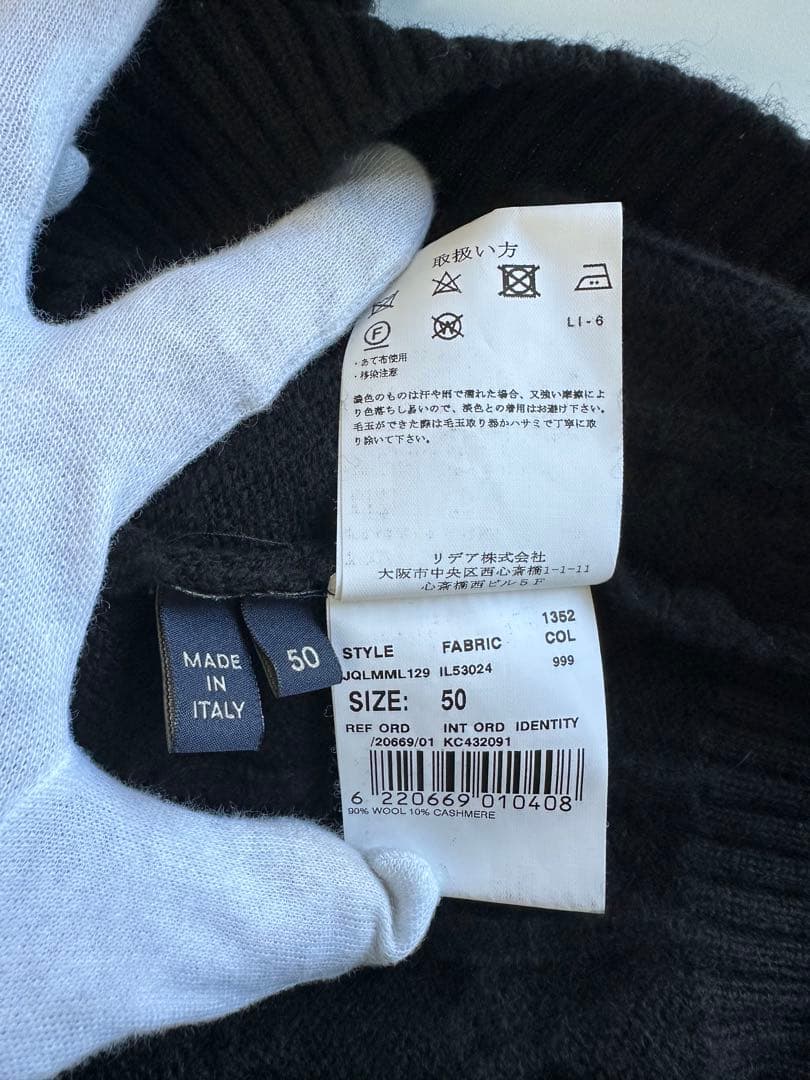 取扱い方
F
W
LI-6
・あて布使用
・移染注意
濃色のものは汗や雨で濡れた場合、又強い摩擦によ
り色落ちし易いので、淡色との着用はお避け下さい。
毛玉ができた際は毛玉取り器かハサミで丁寧に取
り除いて下さい。
リデア株式会社
大阪市中央区西心斎橋1-1-11
心斎橋西ビル5F
MADE
IN
ITALY
50
1352
STYLE FABRIC COL
JQLMML129 IL53024 999
SIZE: 50
REF ORD INT ORD IDENTITY
/20669/01 KC432091
6 220669 010408
90% WOOL 10% CASHMERE